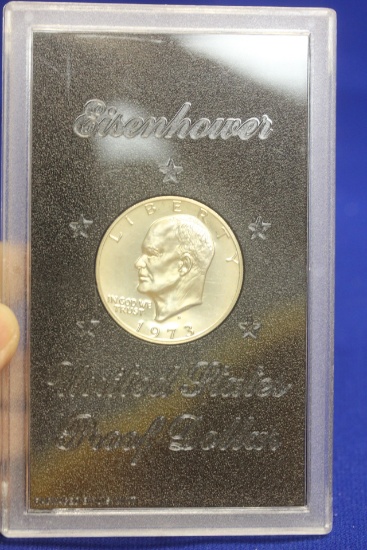 Eisenhower
LIBERTY
IN GOD WE
TRUST
1973
United States
Proof Dollar